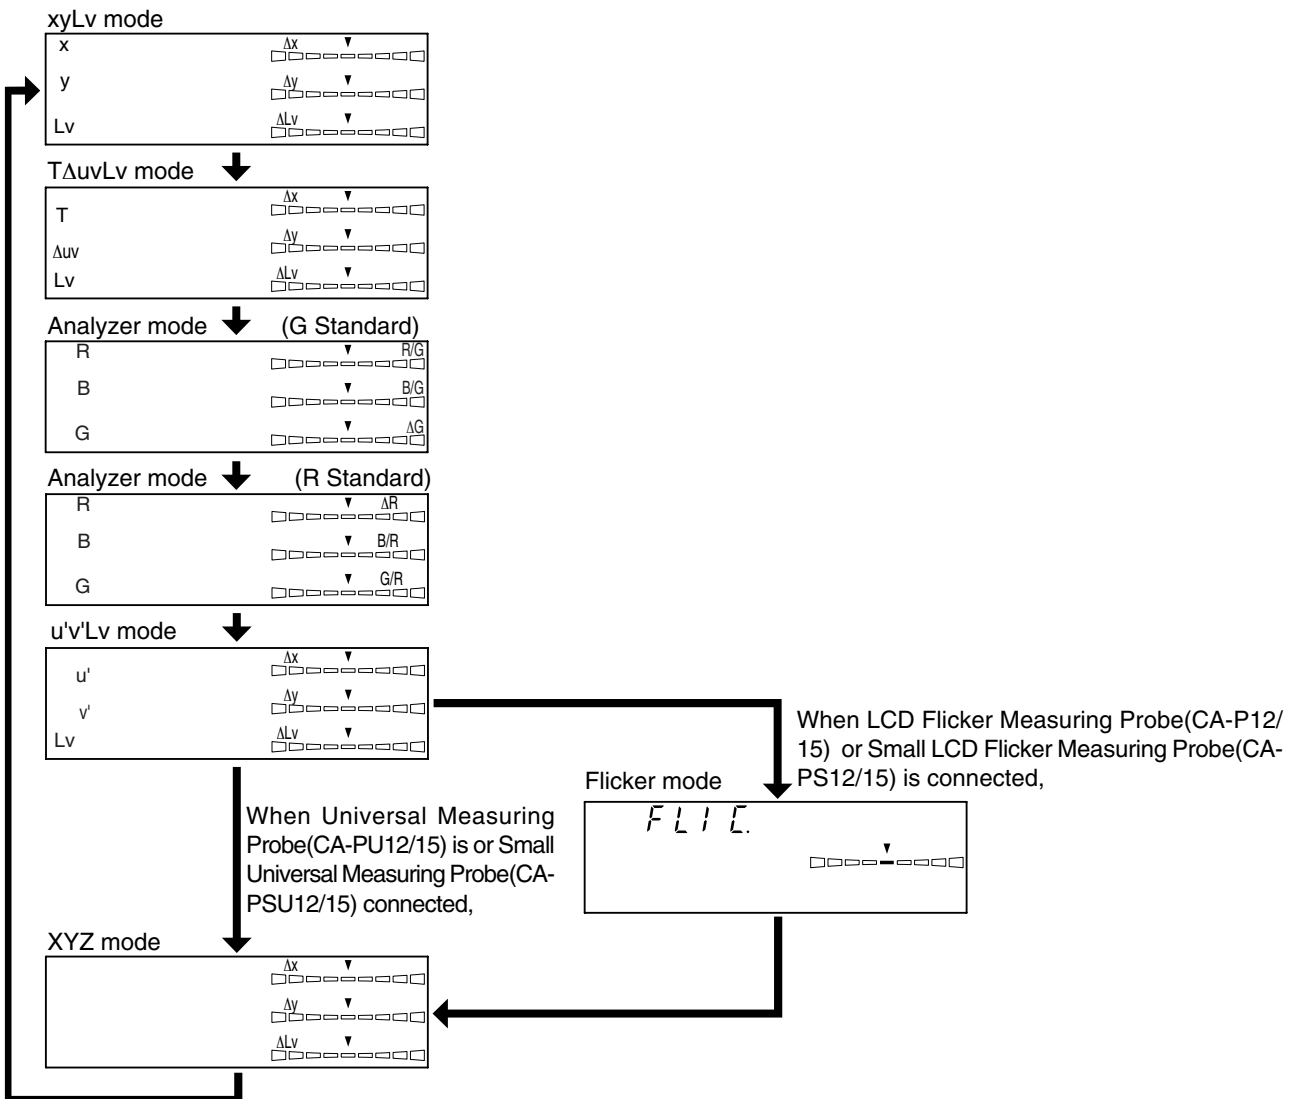 xyLv mode
x Δx
y Δy
Lv ΔLv
TΔuvLv mode
T Δx
Δuv Δy
Lv ΔLv
Analyzer mode (G Standard)
R R/G
B B/G
G ΔG
Analyzer mode (R Standard)
R ΔR
B B/R
G G/R
u'v'Lv mode
u' Δx
v' Δy
Lv ΔLv
When LCD Flicker Measuring Probe(CA-P12/
15) or Small LCD Flicker Measuring Probe(CA-
PS12/15) is connected,
Flicker mode
FLIC.
When Universal Measuring
Probe(CA-PU12/15) is or Small
Universal Measuring Probe(CA-
PSU12/15) connected,
XYZ mode
Δx
Δy
ΔLv